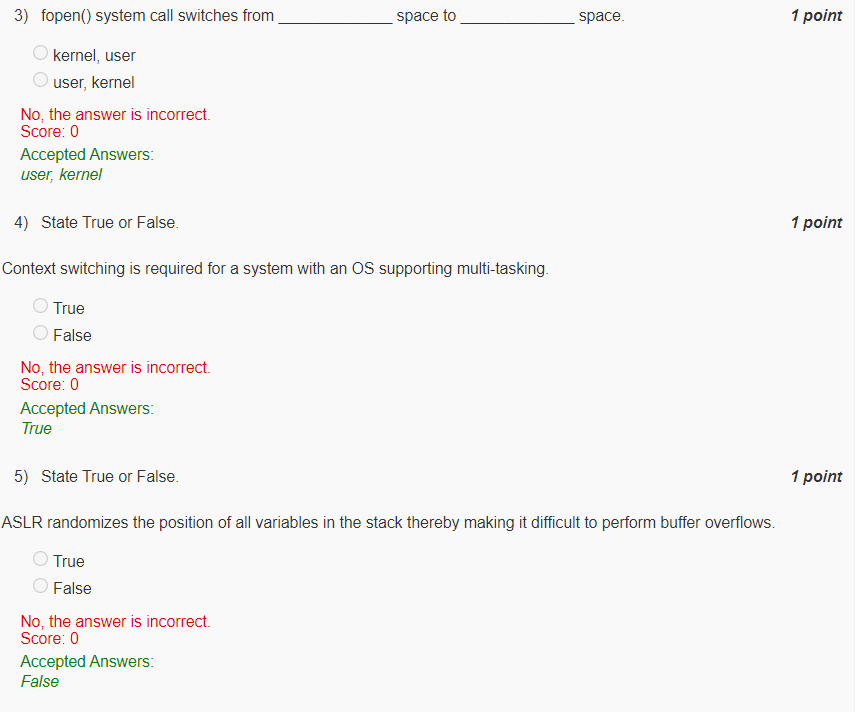 3) fopen() system call switches from _____________ space to _____________ space. 1 point
kernel, user
user, kernel
No, the answer is incorrect.
Score: 0
Accepted Answers:
user, kernel
4) State True or False. 1 point
Context switching is required for a system with an OS supporting multi-tasking.
True
False
No, the answer is incorrect.
Score: 0
Accepted Answers:
True
5) State True or False. 1 point
ASLR randomizes the position of all variables in the stack thereby making it difficult to perform buffer overflows.
True
False
No, the answer is incorrect.
Score: 0
Accepted Answers:
False